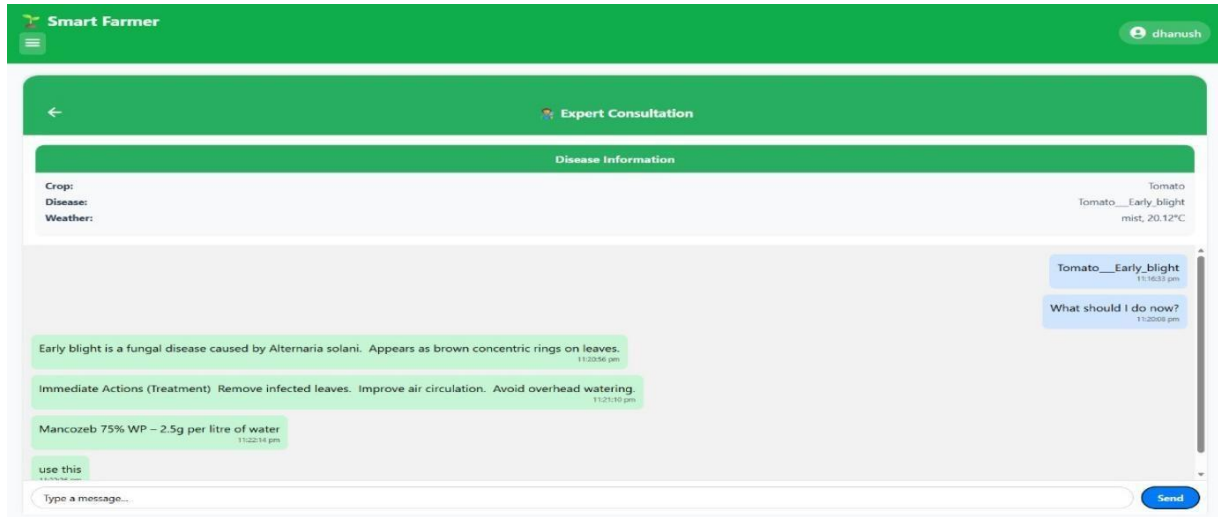 Smart Farmer
dhanush
Expert Consultation
Disease Information
Crop: Tomato
Disease: Tomato___Early_blight
Weather: mist, 20.12°C
Tomato___Early_blight
11:16:33 pm
What should I do now?
11:20:08 pm
Early blight is a fungal disease caused by Alternaria solani. Appears as brown concentric rings on leaves.
11:20:56 pm
Immediate Actions (Treatment) Remove infected leaves. Improve air circulation. Avoid overhead watering.
11:21:10 pm
Mancozeb 75% WP – 2.5g per litre of water
11:22:14 pm
use this
Type a message...
Send